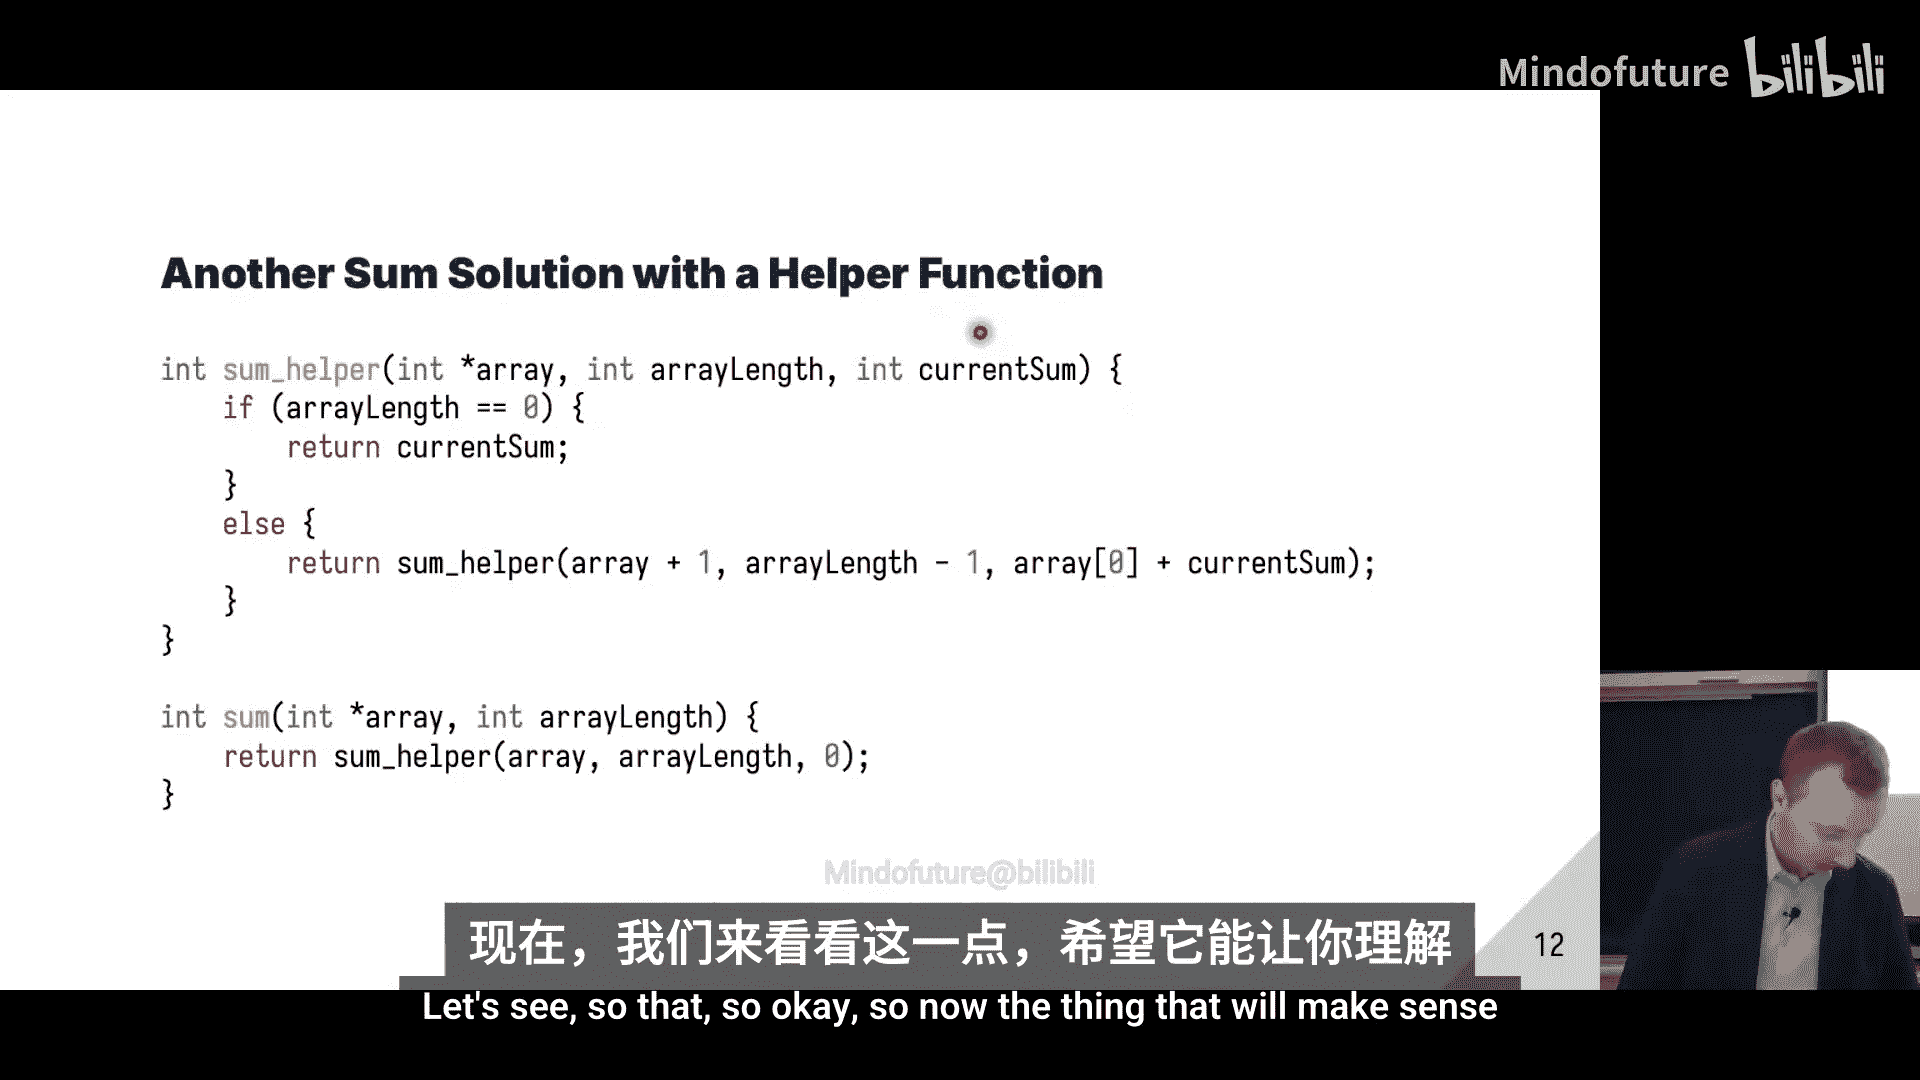 Mindofuture bilibili
Another Sum Solution with a Helper Function
int sum_helper(int *array, int arrayLength, int currentSum) {
    if (arrayLength == 0) {
        return currentSum;
    }
    else {
        return sum_helper(array + 1, arrayLength - 1, array[0] + currentSum);
    }
}
int sum(int *array, int arrayLength) {
    return sum_helper(array, arrayLength, 0);
}
Mindofuture@bilibili
现在，我们来看看这一点，希望它能让你理解
12
Let's see, so that, so okay, so now the thing that will make sense